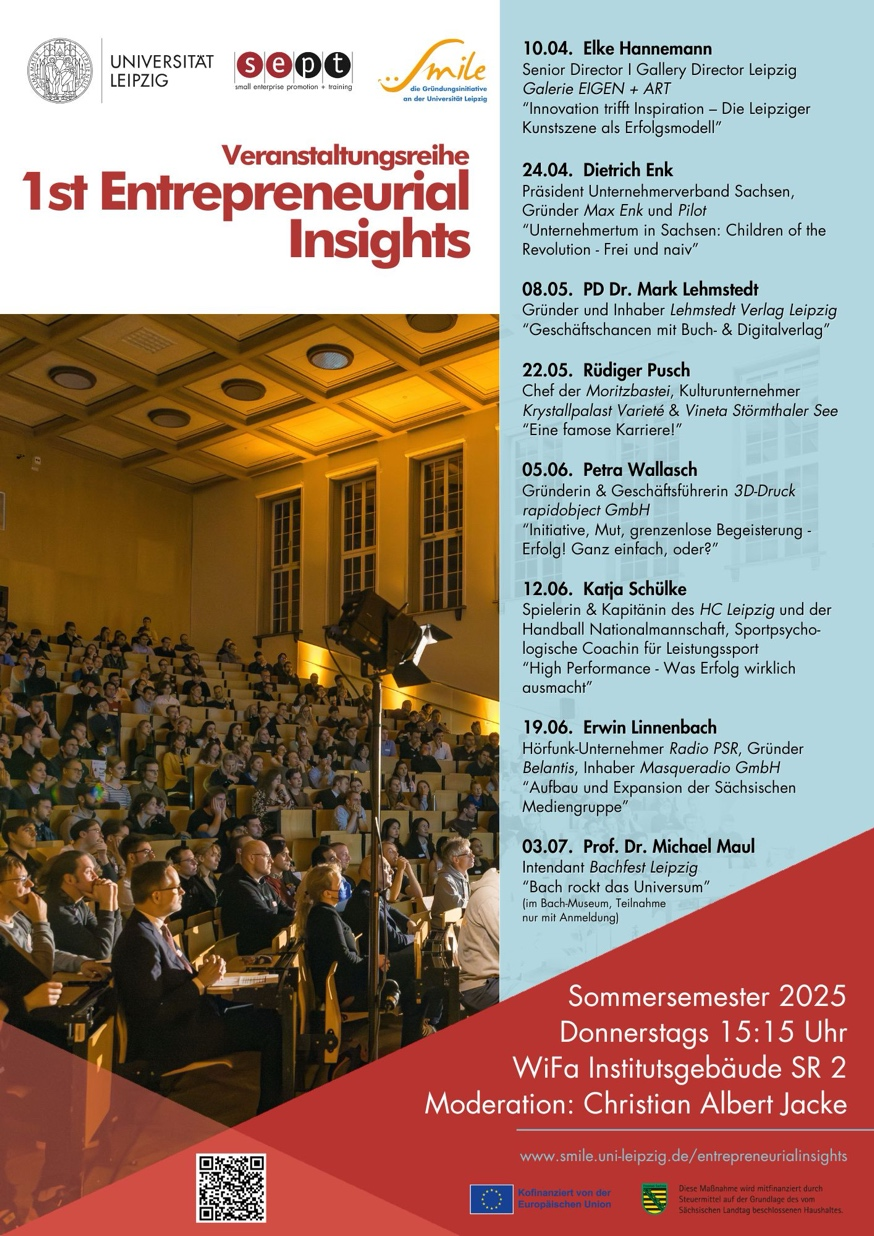 UNIVERSITÄT
LEIPZIG
sept
small enterprise promotion + training
Smile
die Gründungsinitiative
an der Universität Leipzig
Veranstaltungsreihe
1st Entrepreneurial
Insights
10.04. Elke Hannemann
Senior Director I Gallery Director Leipzig
Galerie EIGEN + ART
“Innovation trifft Inspiration – Die Leipziger
Kunstszene als Erfolgsmodell”
24.04. Dietrich Enk
Präsident Unternehmerverband Sachsen,
Gründer Max Enk und Pilot
“Unternehmertum in Sachsen: Children of the
Revolution - Frei und naiv”
08.05. PD Dr. Mark Lehmstedt
Gründer und Inhaber Lehmstedt Verlag Leipzig
“Geschäftschancen mit Buch- & Digitalverlag”
22.05. Rüdiger Pusch
Chef der Moritzbastei, Kulturunternehmer
Krystallpalast Varieté & Vineta Störmthaler See
“Eine famose Karriere!”
05.06. Petra Wallasch
Gründerin & Geschäftsführerin 3D-Druck
rapidobject GmbH
“Initiative, Mut, grenzenlose Begeisterung -
Erfolg! Ganz einfach, oder?”
12.06. Katja Schülke
Spielerin & Kapitänin des HC Leipzig und der
Handball Nationalmannschaft, Sportpsycho-
logische Coachin für Leistungssport
“High Performance - Was Erfolg wirklich
ausmacht”
19.06. Erwin Linnenbach
Hörfunk-Unternehmer Radio PSR, Gründer
Belantis, Inhaber Masqueradio GmbH
“Aufbau und Expansion der Sächsischen
Mediengruppe”
03.07. Prof. Dr. Michael Maul
Intendant Bachfest Leipzig
“Bach rockt das Universum”
(im Bach-Museum, Teilnahme
nur mit Anmeldung)
Sommersemester 2025
Donnerstags 15:15 Uhr
WiFa Institutsgebäude SR 2
Moderation: Christian Albert Jacke
www.smile.uni-leipzig.de/entrepreneurialinsights
Kofinanziert von der
Europäischen Union
Diese Maßnahme wird mitfinanziert durch
Steuermittel auf der Grundlage des vom
Sächsischen Landtag beschlossenen Haushaltes.